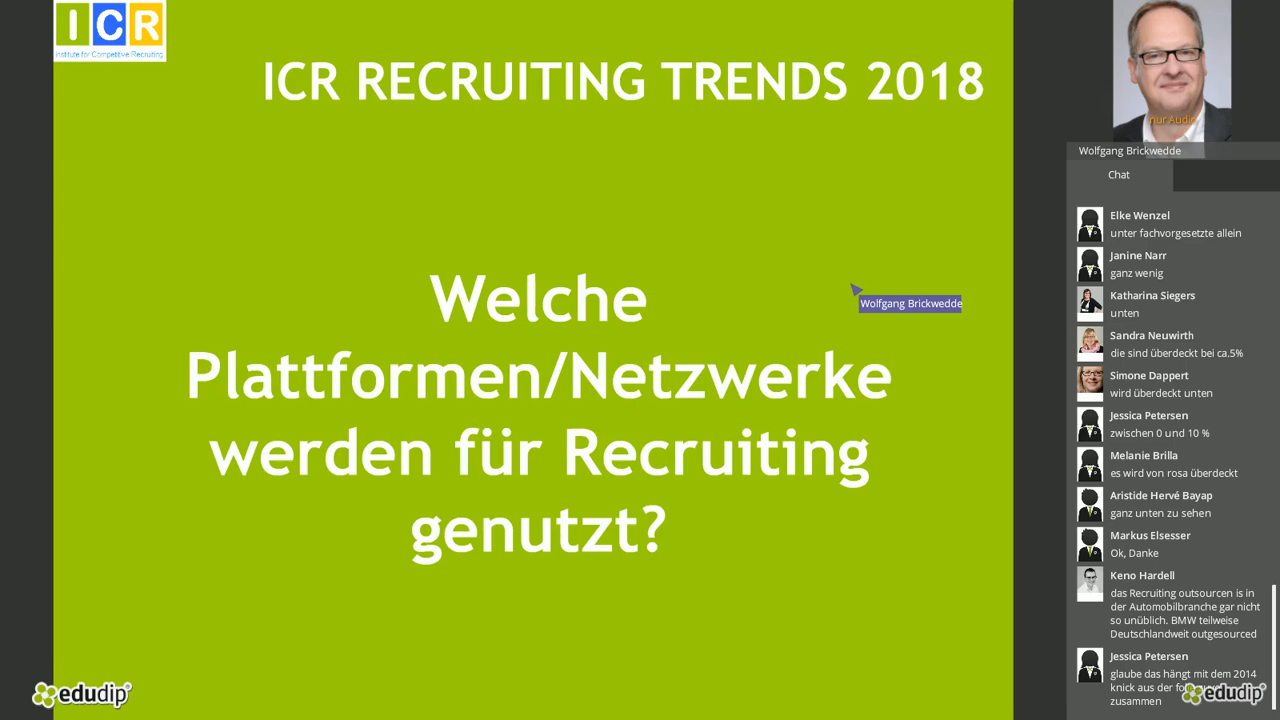 ICR
Institute for Competitive Recruiting
ICR RECRUITING TRENDS 2018
Welche
Plattformen/Netzwerke
werden für Recruiting
genutzt?
Wolfgang Brickwedde
edudip
nur Audio
Wolfgang Brickwedde
Chat
Elke Wenzel
unter fachvorgesetzte allein
Janine Narr
ganz wenig
Katharina Siegers
unten
Sandra Neuwirth
die sind überdeckt bei ca.5%
Simone Dappert
wird überdeckt unten
Jessica Petersen
zwischen 0 und 10 %
Melanie Brilla
es wird von rosa überdeckt
Aristide Hervé Bayap
ganz unten zu sehen
Markus Elsesser
Ok, Danke
Keno Hardell
das Recruiting outsourcen is in
der Automobilbranche gar nicht
so unüblich. BMW teilweise
Deutschlandweit outgesourced
Jessica Petersen
glaube das hängt mit dem 2014
knick aus der
zusammen
edudip